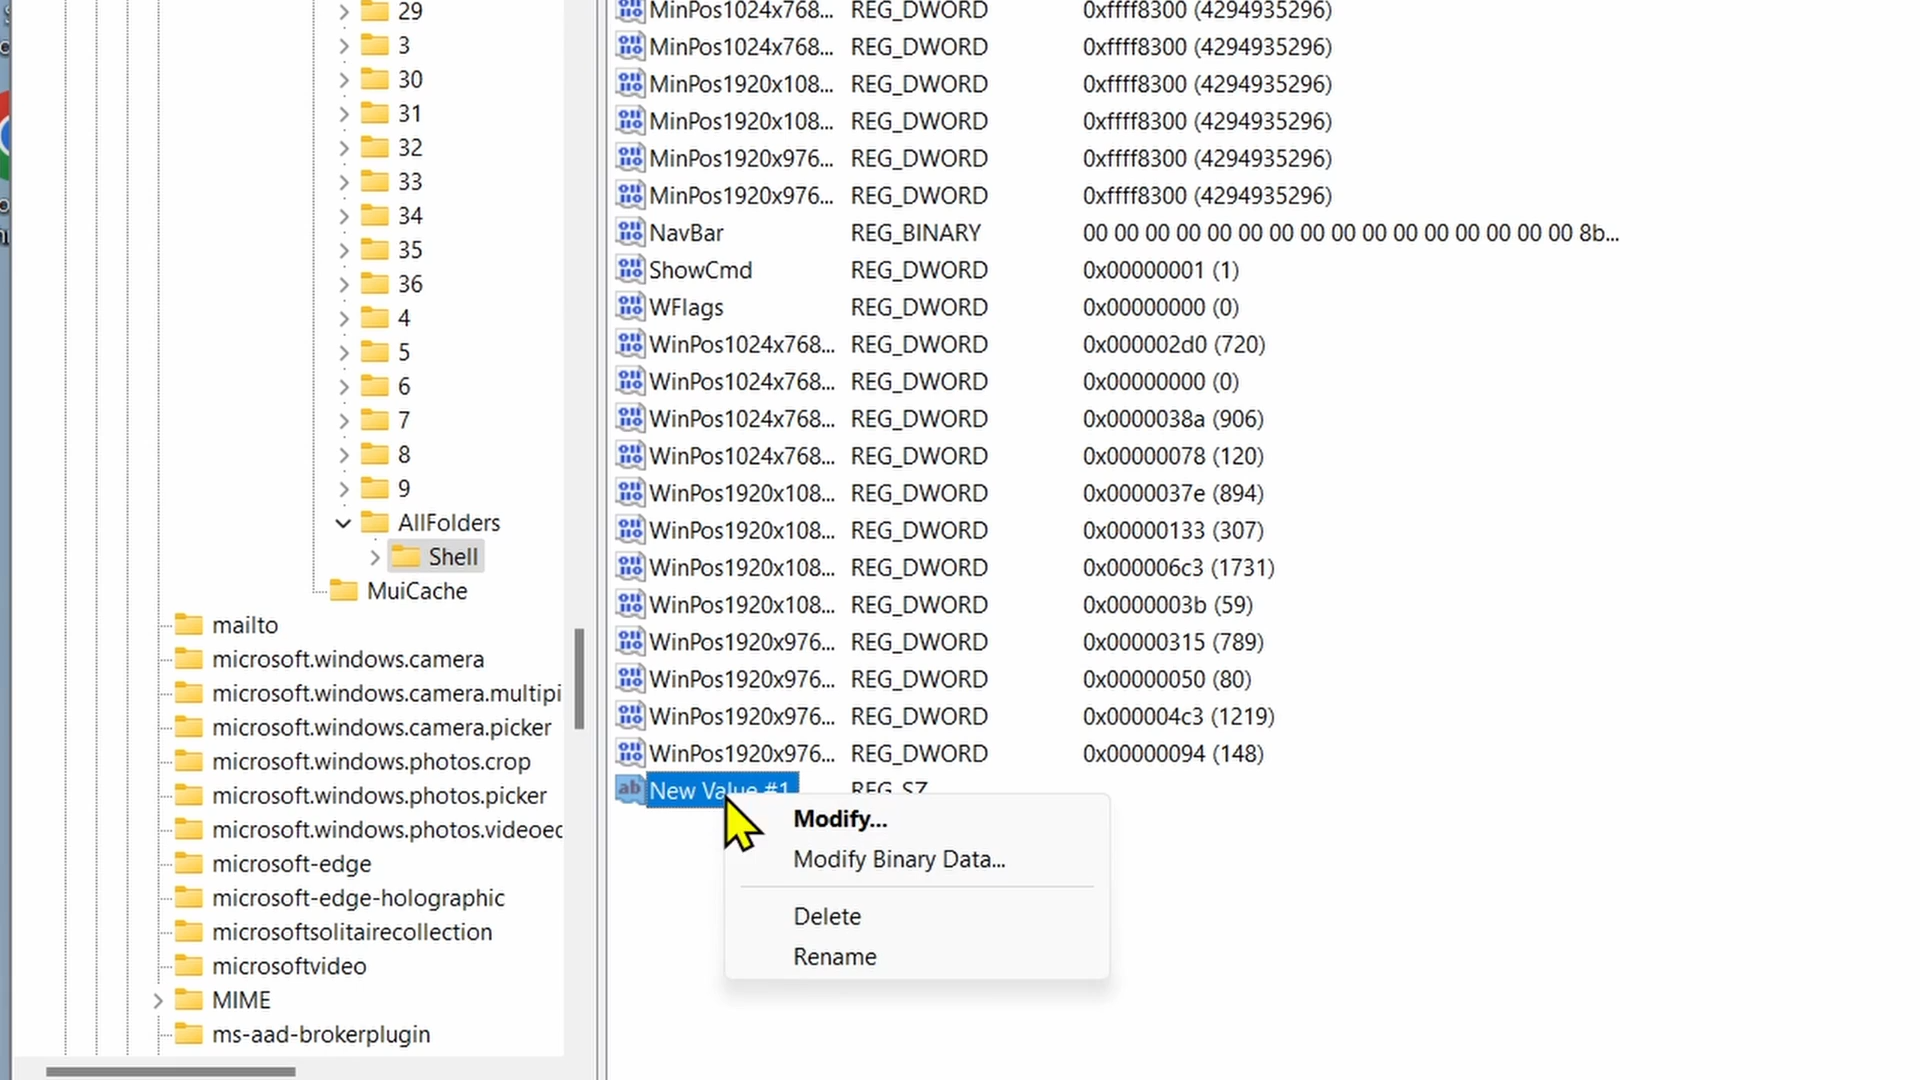 29
3
30
31
32
33
34
35
36
4
5
6
7
8
9
AllFolders
Shell
MuiCache
mailto
microsoft.windows.camera
microsoft.windows.camera.multipi
microsoft.windows.camera.picker
microsoft.windows.photos.crop
microsoft.windows.photos.picker
microsoft.windows.photos.videoed
microsoft-edge
microsoft-edge-holographic
microsoftsolitairecollection
microsoftvideo
MIME
ms-aad-brokerplugin
MinPos1024x768... REG_DWORD 0xffff8300 (4294935296)
MinPos1024x768... REG_DWORD 0xffff8300 (4294935296)
MinPos1920x108... REG_DWORD 0xffff8300 (4294935296)
MinPos1920x108... REG_DWORD 0xffff8300 (4294935296)
MinPos1920x976... REG_DWORD 0xffff8300 (4294935296)
MinPos1920x976... REG_DWORD 0xffff8300 (4294935296)
NavBar REG_BINARY 00 00 00 00 00 00 00 00 00 00 00 00 00 00 00 00 8b...
ShowCmd REG_DWORD 0x00000001 (1)
WFlags REG_DWORD 0x00000000 (0)
WinPos1024x768... REG_DWORD 0x000002d0 (720)
WinPos1024x768... REG_DWORD 0x00000000 (0)
WinPos1024x768... REG_DWORD 0x0000038a (906)
WinPos1024x768... REG_DWORD 0x00000078 (120)
WinPos1920x108... REG_DWORD 0x0000037e (894)
WinPos1920x108... REG_DWORD 0x00000133 (307)
WinPos1920x108... REG_DWORD 0x000006c3 (1731)
WinPos1920x108... REG_DWORD 0x0000003b (59)
WinPos1920x976... REG_DWORD 0x00000315 (789)
WinPos1920x976... REG_DWORD 0x00000050 (80)
WinPos1920x976... REG_DWORD 0x000004c3 (1219)
WinPos1920x976... REG_DWORD 0x00000094 (148)
New Value #1 REG_SZ
Modify...
Modify Binary Data...
Delete
Rename